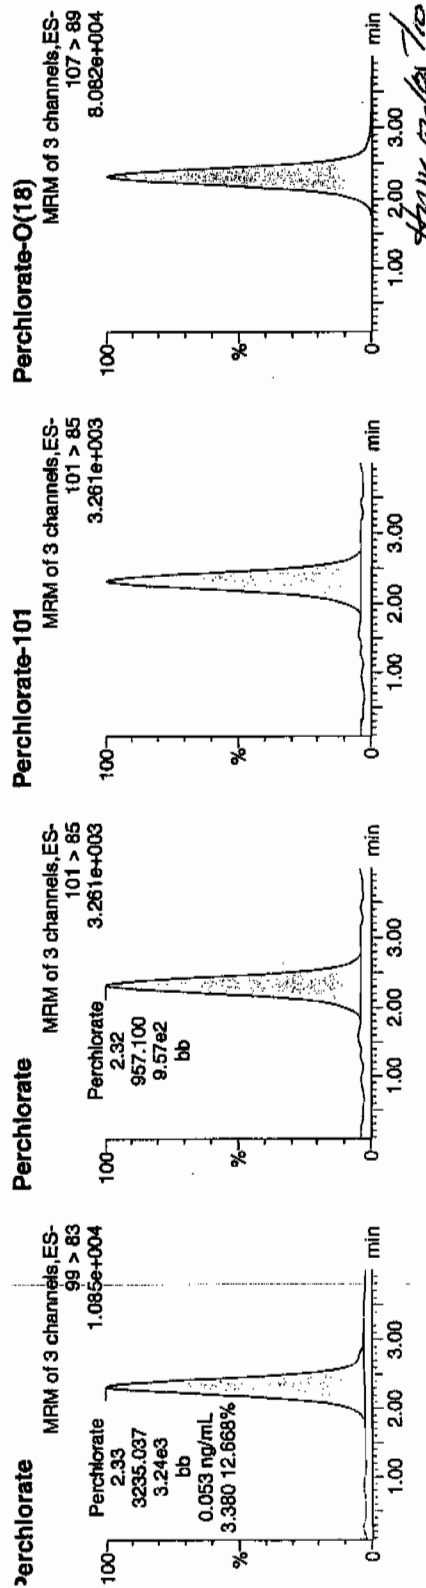 Perchlorate
MRM of 3 channels,ES-
99 > 83
1.085e+004
100
Perchlorate
2.33
3235.037
3.24e3
bb
0.053 ng/mL
3.380 12.668%
%
0
1.00
2.00
3.00
min
Perchlorate
MRM of 3 channels,ES-
101 > 85
3.261e+003
100
Perchlorate
2.32
957.100
9.57e2
bb
%
0
1.00
2.00
3.00
min
Perchlorate-101
MRM of 3 channels,ES-
101 > 85
3.261e+003
100
%
0
1.00
2.00
3.00
min
Perchlorate-O(18)
MRM of 3 channels,ES-
107 > 89
8.082e+004
100
%
0
1.00
2.00
3.00
min